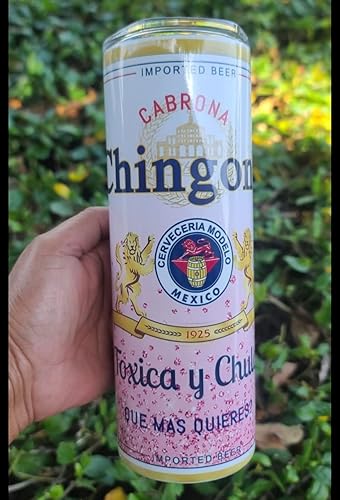 IMPORTED BEER
CABRONA
Chingon
CERVECERIA MODELO
MEXICO
1925
Toxica y Chu
QUE MAS QUIERES
IMPORTED BEER